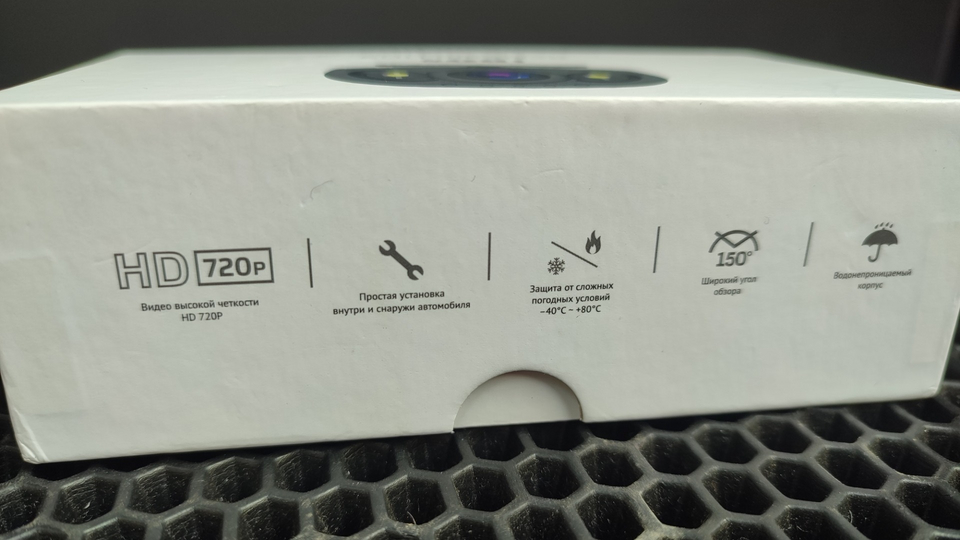 HD 720P
Видео высокой четкости
HD 720P
Простая установка
внутри и снаружи автомобиля
Защита от сложных
погодных условий
–40°C – +80°C
150°
Широкий угол
обзора
Водонепроницаемый
корпус